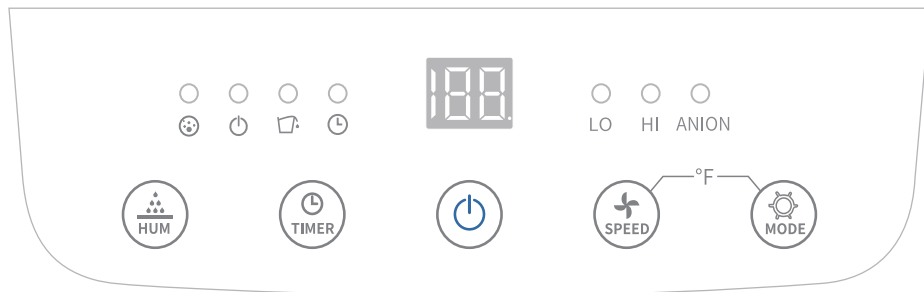 188
LO HI ANION
°F
HUM
TIMER
SPEED
MODE